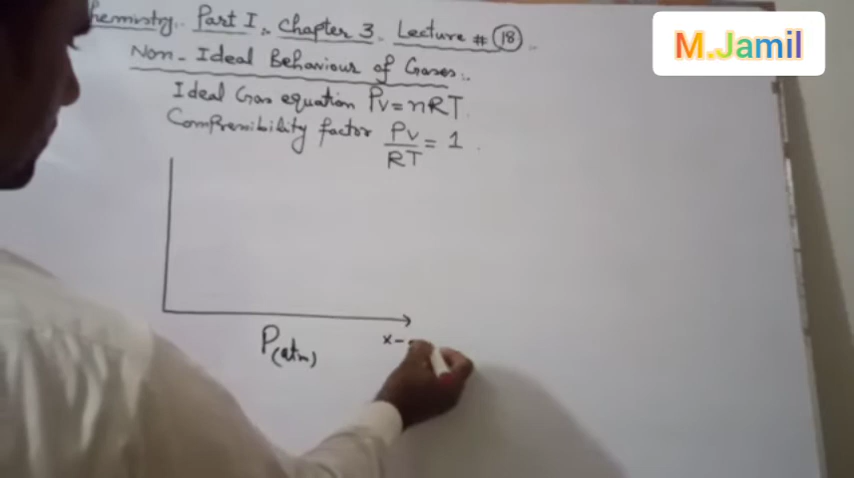 hemistry. Part I, Chapter 3. Lecture # 18.
M.Jamil
Non-Ideal Behaviour of Gases.
Ideal Gas equation PV=nRT
Compressibility factor PV/RT = 1
P(atm)
x-